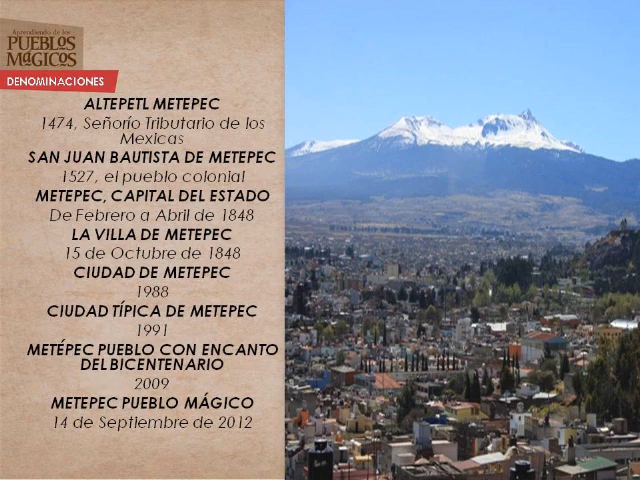 Aprendiendo de los
PUEBLOS
MáGICOS
DENOMINACIONES
ALTEPETL METEPEC
1474, Señorío Tributario de los
Mexicas
SAN JUAN BAUTISTA DE METEPEC
1527, el pueblo colonial
METEPEC, CAPITAL DEL ESTADO
De Febrero a Abril de 1848
LA VILLA DE METEPEC
15 de Octubre de 1848
CIUDAD DE METEPEC
1988
CIUDAD TÍPICA DE METEPEC
1991
METÉPEC PUEBLO CON ENCANTO
DEL BICENTENARIO
2009
METEPEC PUEBLO MÁGICO
14 de Septiembre de 2012